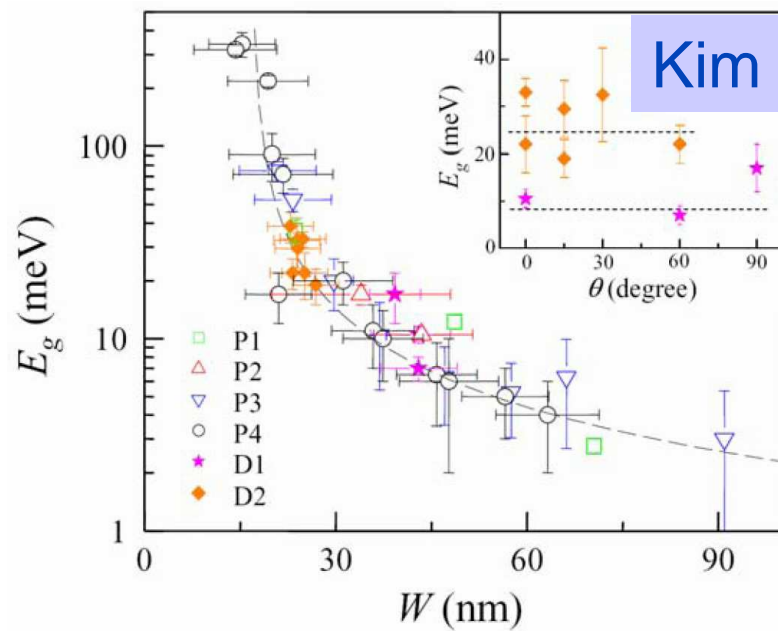 Kim
E_g (meV)
100
10
1
0
30
60
90
W (nm)
P1
P2
P3
P4
D1
D2
E_g (meV)
40
20
0
0
30
60
90
θ (degree)